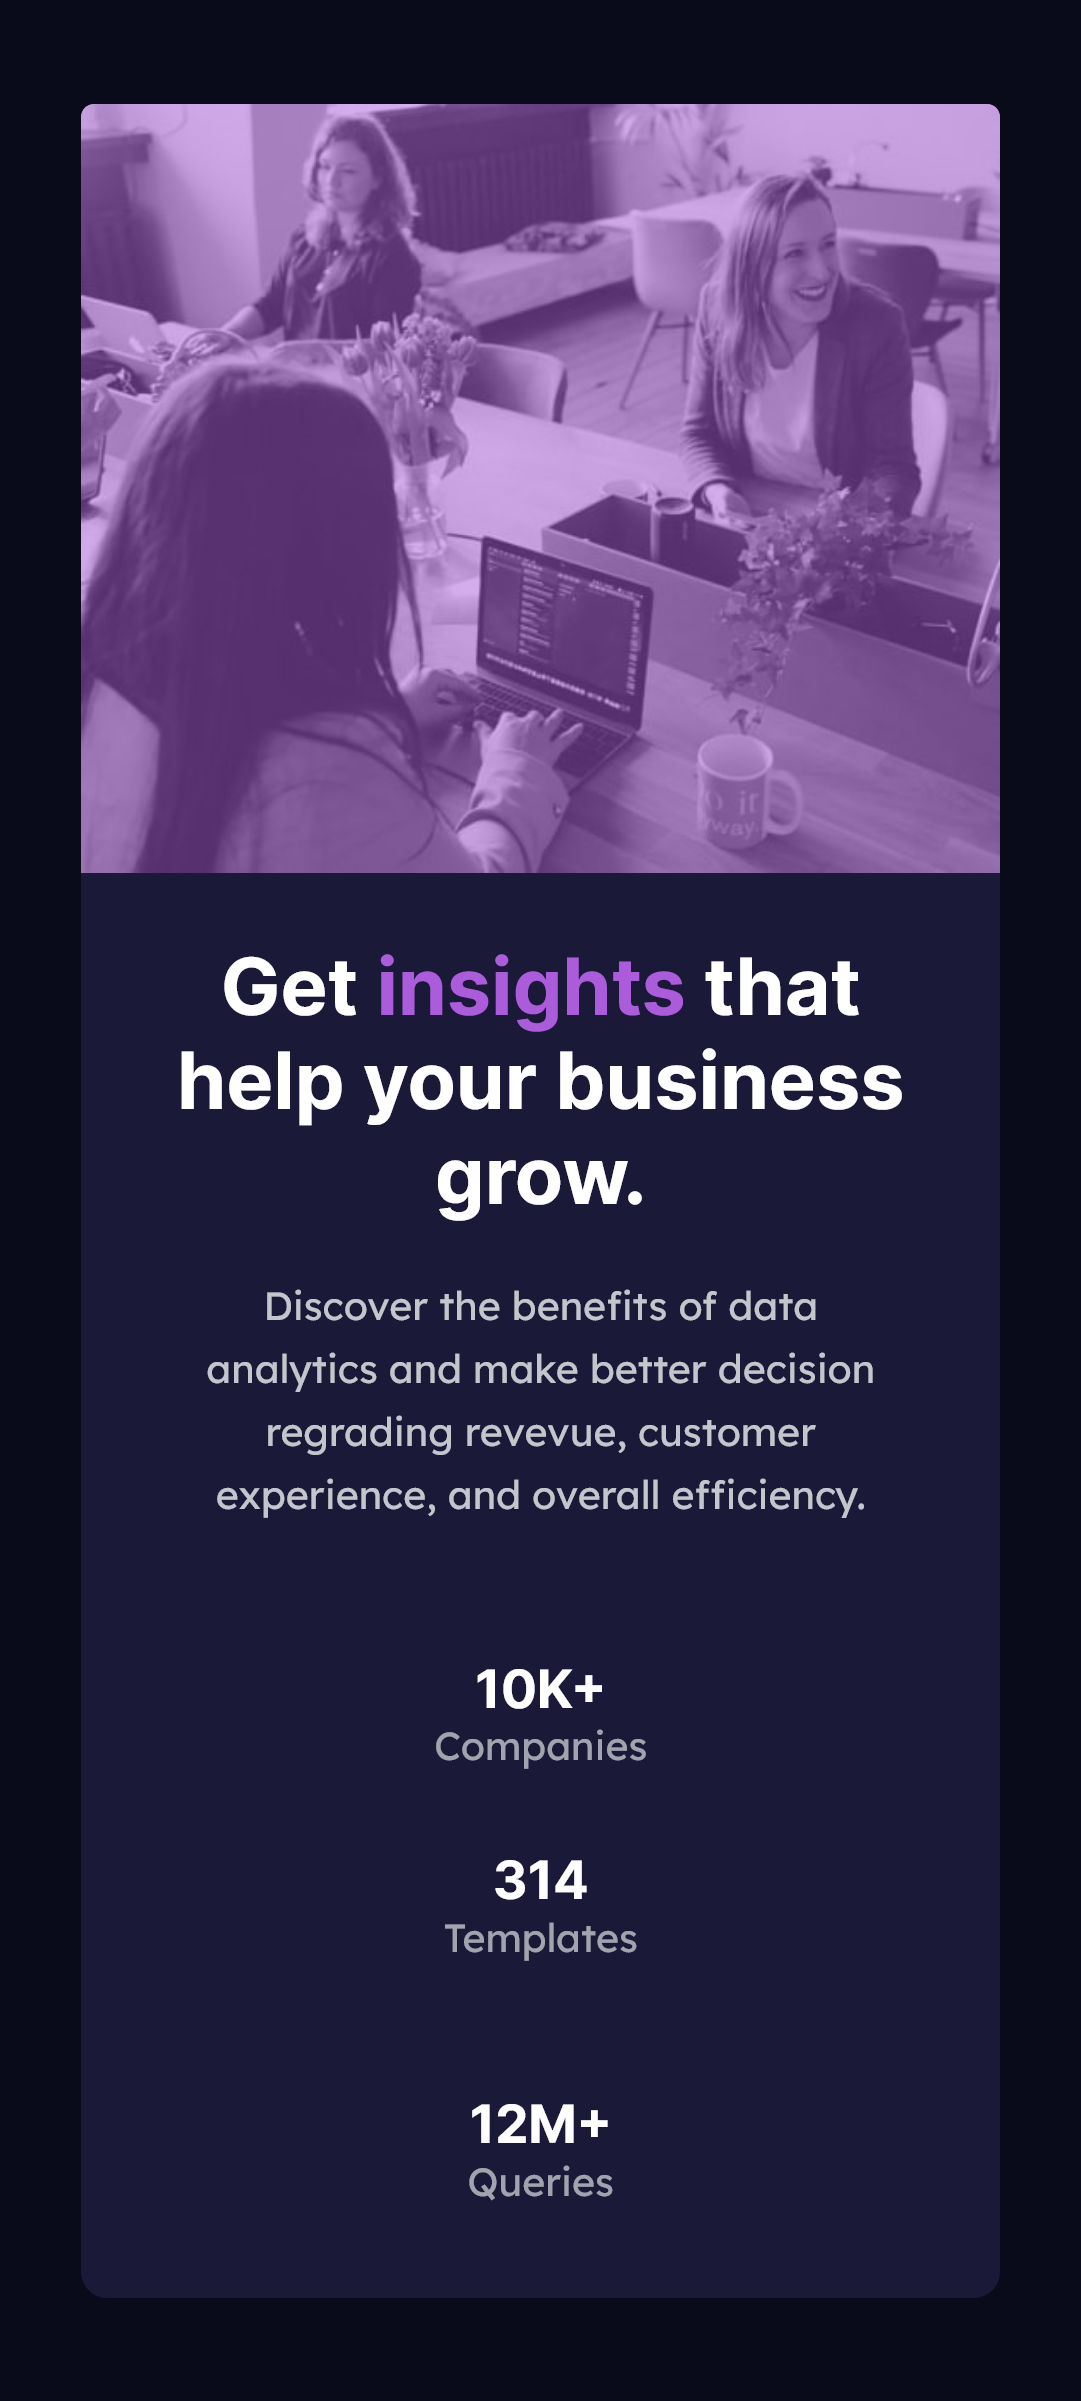 Get insights that
help your business
grow.
Discover the benefits of data
analytics and make better decision
regrading revevue, customer
experience, and overall efficiency.
10K+
Companies
314
Templates
12M+
Queries